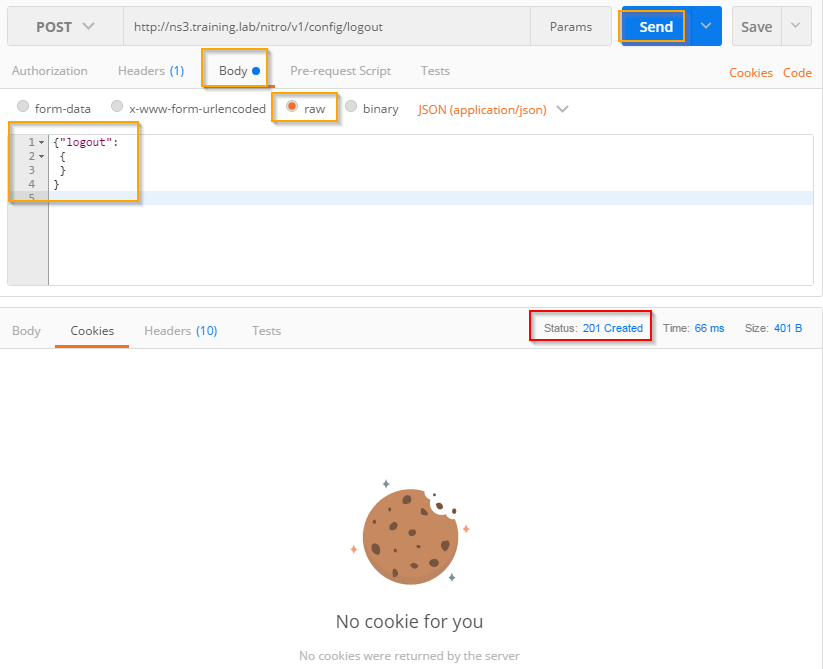 POST http://ns3.training.lab/nitro/v1/config/logout Params Send Save
Authorization Headers (1) Body Pre-request Script Tests Cookies Code
form-data x-www-form-urlencoded raw binary JSON (application/json)
1 {"logout":
2 {
3 }
4 }
5
Body Cookies Headers (10) Tests Status: 201 Created Time: 66 ms Size: 401 B
No cookie for you
No cookies were returned by the server